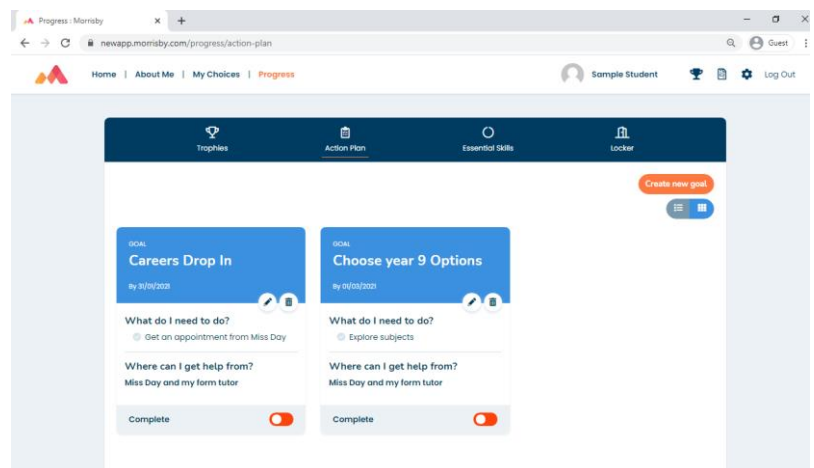 Progress : Morrisby
newapp.morrisby.com/progress/action-plan
Guest
Home | About Me | My Choices | Progress
Sample Student
Log Out
Trophies
Action Plan
Essential Skills
Locker
Create new goal
GOAL
Careers Drop In
By 31/01/2021
What do I need to do?
Get an appointment from Miss Day
Where can I get help from?
Miss Day and my form tutor
Complete
GOAL
Choose year 9 Options
By 01/03/2021
What do I need to do?
Explore subjects
Where can I get help from?
Miss Day and my form tutor
Complete